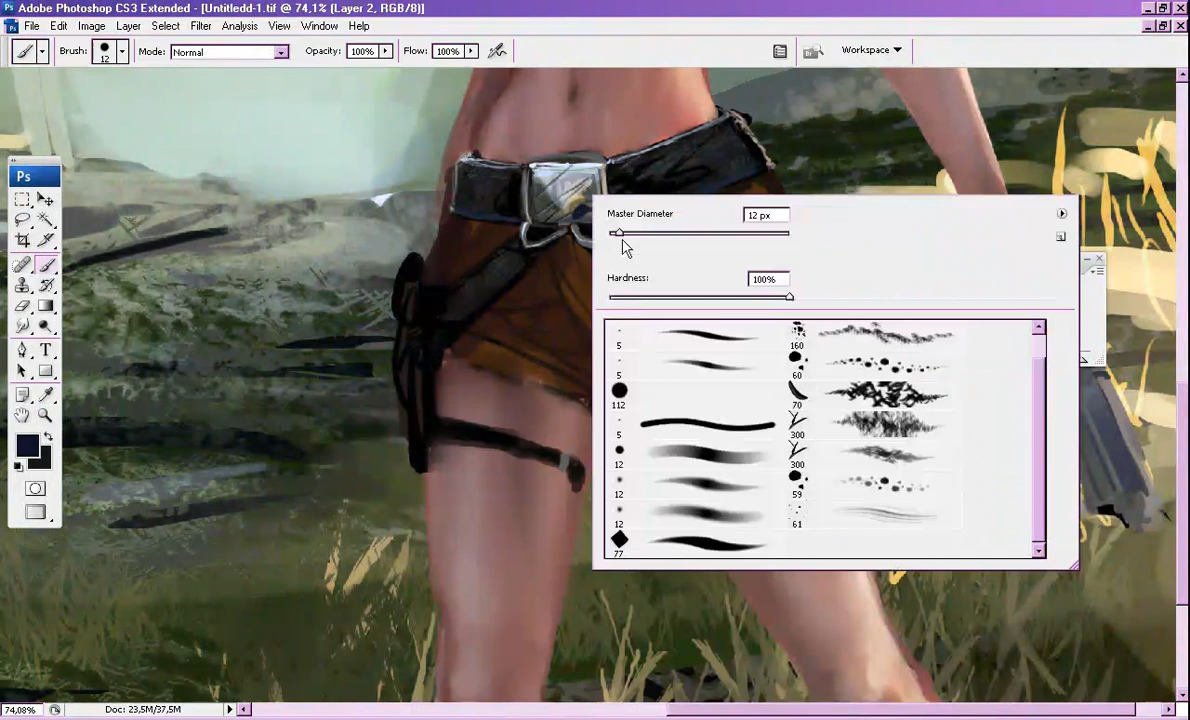 Adobe Photoshop CS3 Extended - [Untitledd-1.tif @ 74,1% (Layer 2, RGB/8)]
File Edit Image Layer Select Filter Analysis View Window Help
Brush: 12 Mode: Normal Opacity: 100% Flow: 100% Workspace
Ps
Ps
T
Master Diameter 12 px
Hardness: 100%
5 160
5 60
112 70
5 300
12 300
12 59
12 61
77
74,08% Doc: 23,5M/37,5M